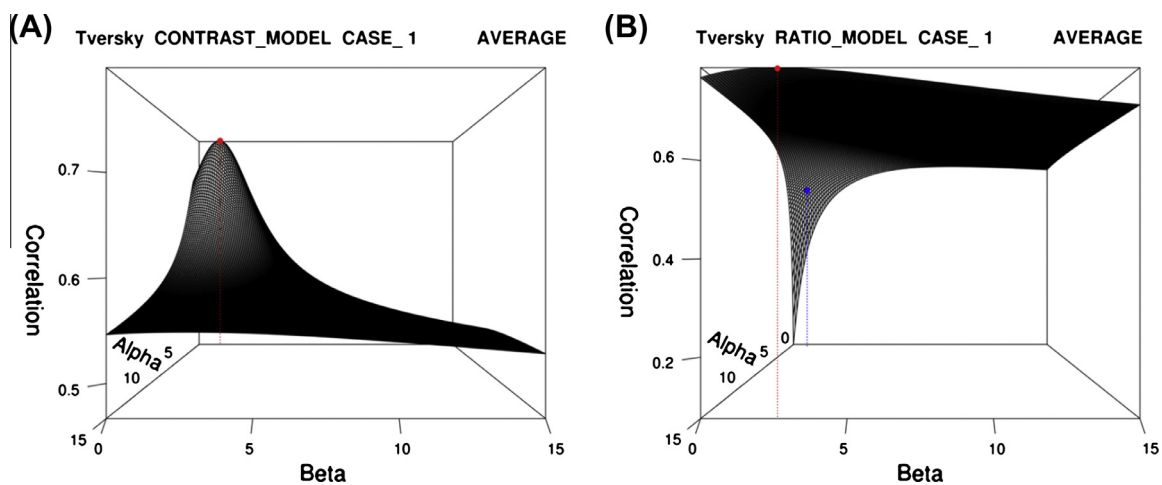 (A)
Tversky CONTRAST_MODEL CASE_ 1 AVERAGE
0.7
0.6
0.5
Correlation
Alpha
5
10
15
0
5
10
15
Beta
(B)
Tversky RATIO_MODEL CASE_ 1 AVERAGE
0.6
0.4
0.2
Correlation
Alpha
0
5
10
15
0
5
10
15
Beta